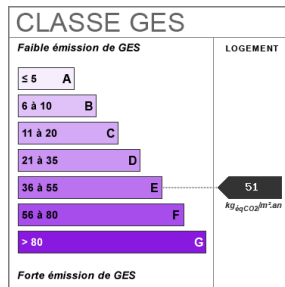 CLASSE GES
Faible émission de GES
LOGEMENT
≤ 5 A
6 à 10 B
11 à 20 C
21 à 35 D
36 à 55 E
51
kgéqCO2/m².an
56 à 80 F
> 80 G
Forte émission de GES